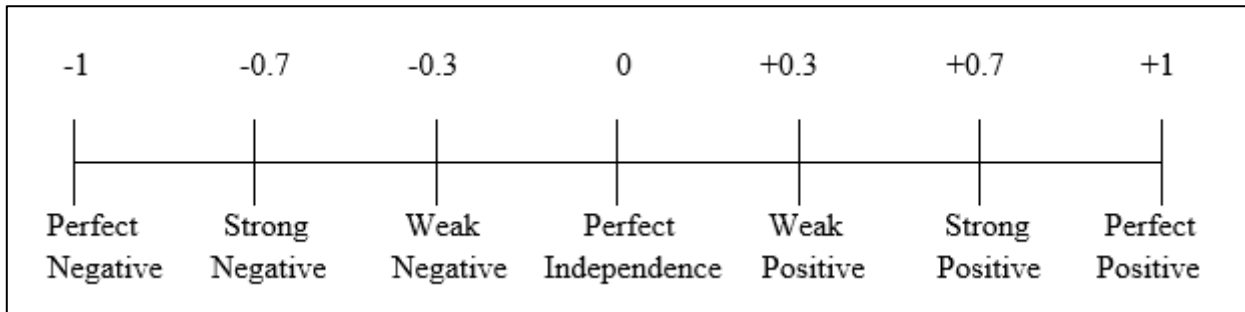 -1 -0.7 -0.3 0 +0.3 +0.7 +1
Perfect Strong Weak Perfect Weak Strong Perfect
Negative Negative Negative Independence Positive Positive Positive